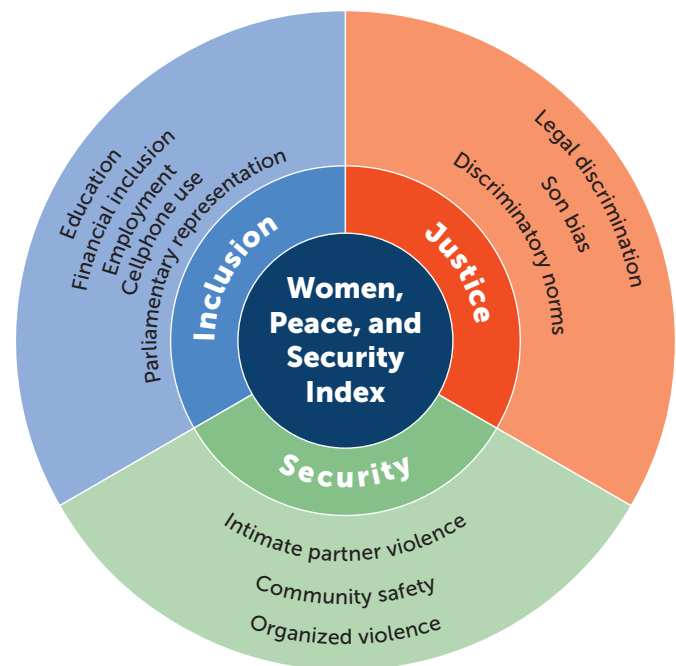 Women,
Peace, and
Security
Index
Inclusion
Education
Financial inclusion
Employment
Cellphone use
Parliamentary representation
Justice
Legal discrimination
Son bias
Discriminatory norms
Security
Intimate partner violence
Community safety
Organized violence